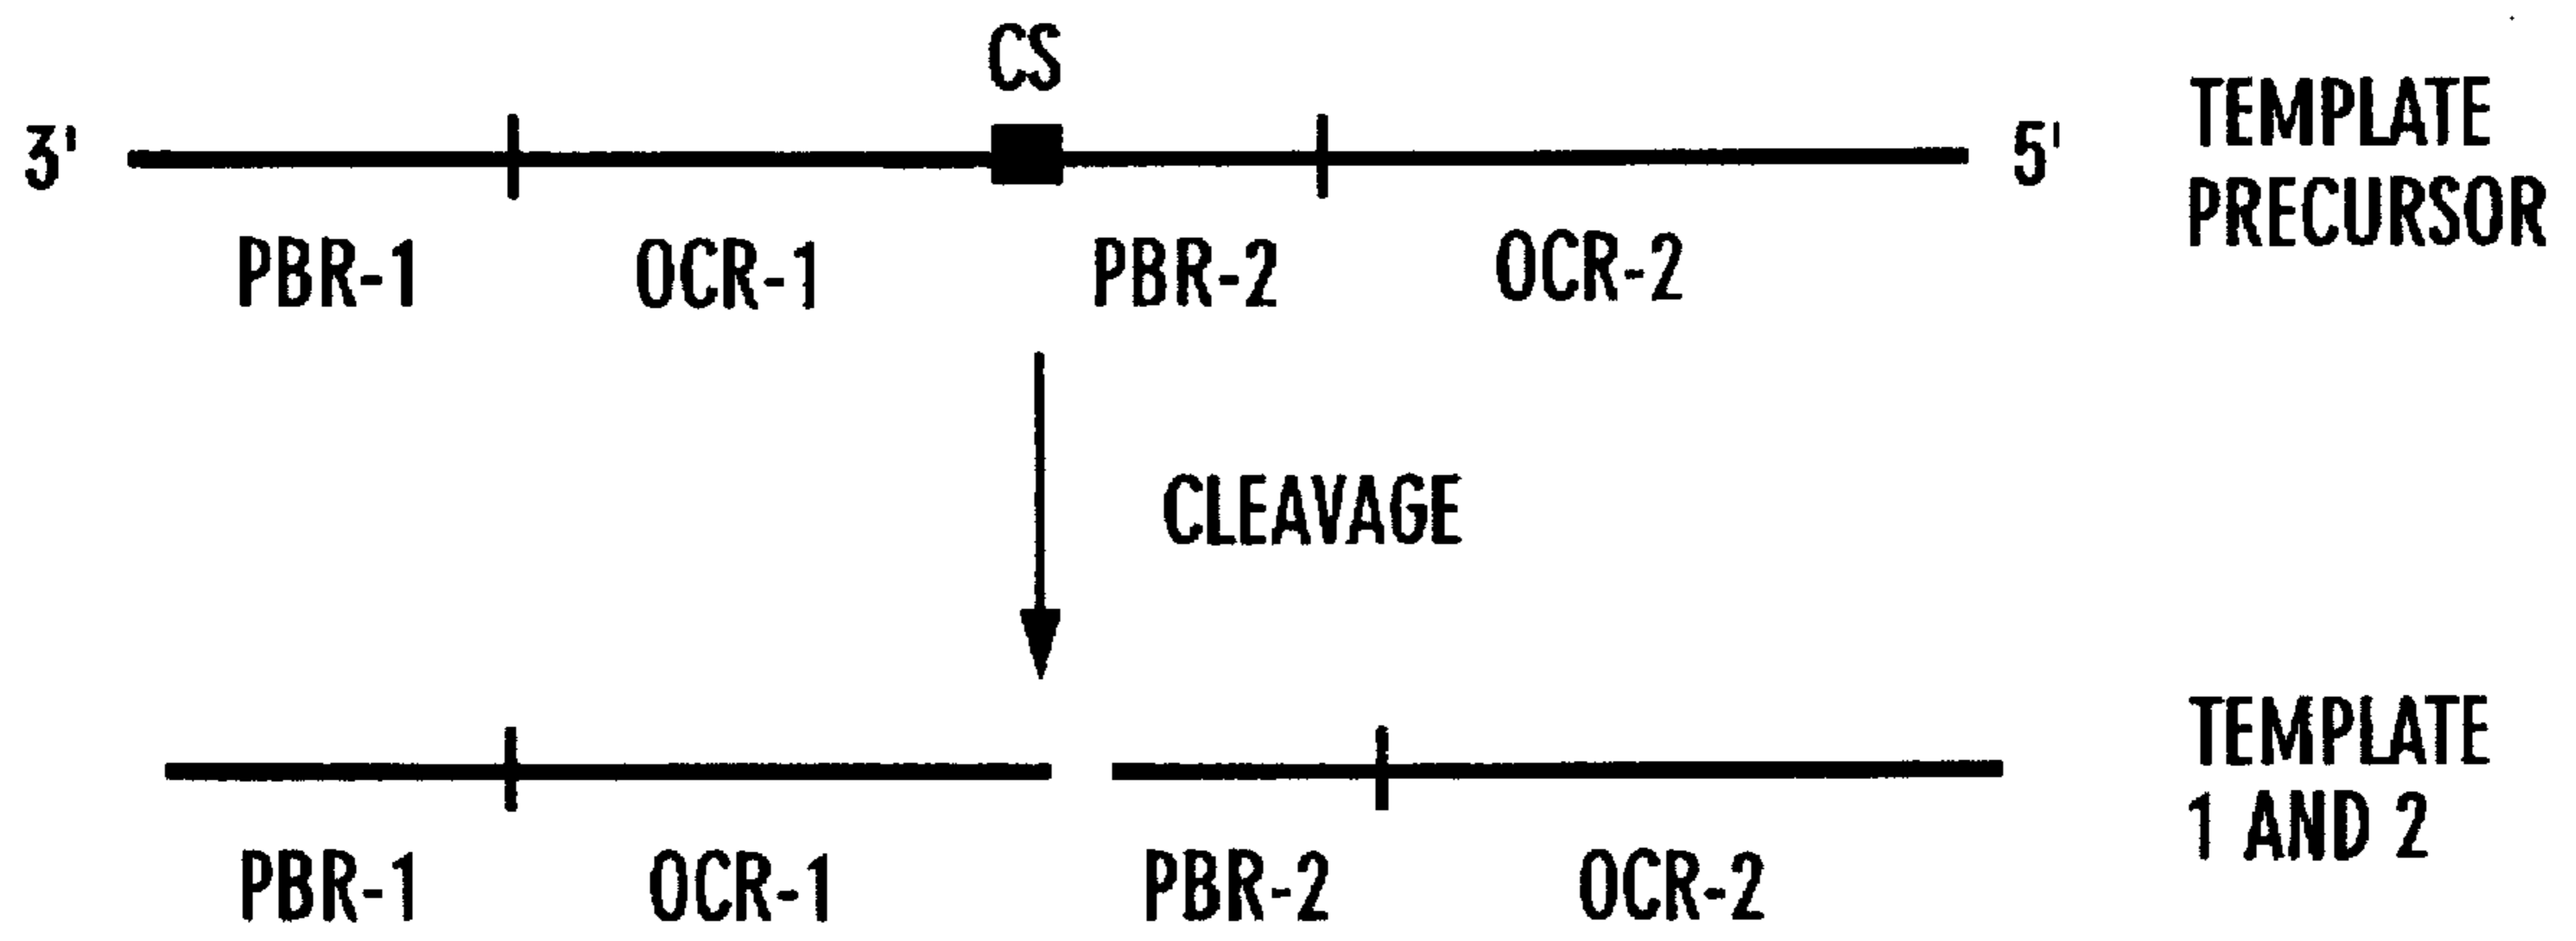 CS
3' 5'
TEMPLATE
PRECURSOR
PBR-1 OCR-1 PBR-2 OCR-2
CLEAVAGE
TEMPLATE
1 AND 2
PBR-1 OCR-1 PBR-2 OCR-2